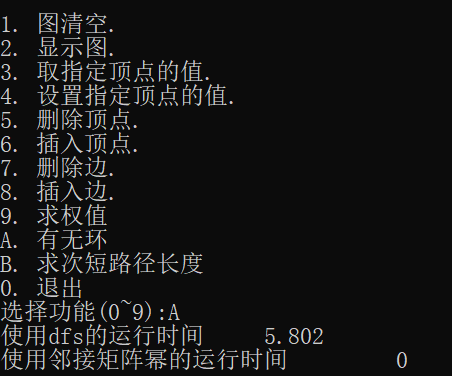 1. 图清空.
2. 显示图.
3. 取指定顶点的值.
4. 设置指定顶点的值.
5. 删除顶点.
6. 插入顶点.
7. 删除边.
8. 插入边.
9. 求权值
A. 有无环
B. 求次短路径长度
0. 退出
选择功能(0~9):A
使用dfs的运行时间 5.802
使用邻接矩阵幂的运行时间 0